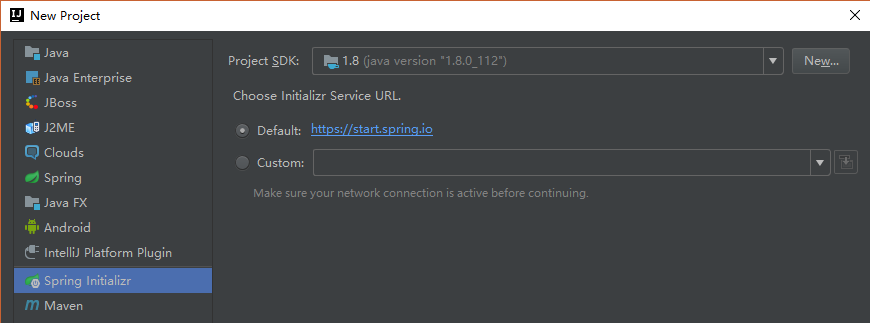 New Project
Java
Java Enterprise
JBoss
J2ME
Clouds
Spring
Java FX
Android
IntelliJ Platform Plugin
Spring Initializr
Maven
Project SDK: 1.8 (java version "1.8.0_112") New...
Choose Initializr Service URL.
Default: https://start.spring.io
Custom:
Make sure your network connection is active before continuing.